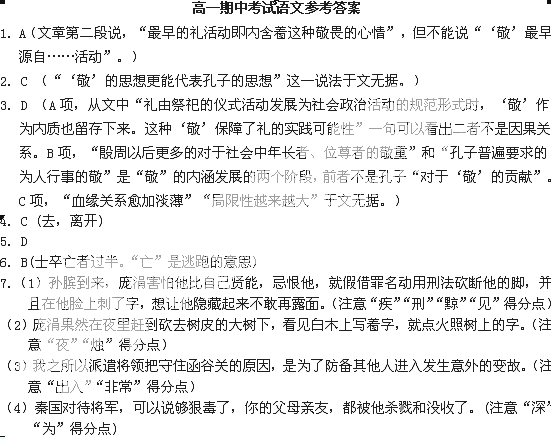 高一期中考试语文参考答案
1. A(文章第二段说，“最早的礼活动即内含着这种敬畏的心情”,但不能说“‘敬’最早
源自……活动”。)
2. C （“‘敬’的思想更能代表孔子的思想”这一说法于文无据。）
3. D （A项，从文中“礼由祭祀的仪式活动发展为社会政治活动的规范形式时，‘敬’作
为内质也留存下来。这种‘敬’保障了礼的实践可能性”一句可以看出二者不是因果关
系。B项，“殷周以后更多的对于社会中年长者、位尊者的敬重”和“孔子普遍要求的
为人行事的敬”是“敬”的内涵发展的两个阶段，前者不是孔子“对于‘敬’的贡献”。
C项，“血缘关系愈加淡薄”“局限性越来越大”于文无据。）
4. C (去，离开)
5. D
6. B(士卒亡者过半。“亡”是逃跑的意思)
7.（1）孙膑到来，庞涓害怕他比自己贤能，忌恨他，就假借罪名动用刑法砍断他的脚，并
且在他脸上刺了字，想让他隐藏起来不敢再露面。（注意“疾”“刑”“黥”“见”得分点）
（2）庞涓果然在夜里赶到砍去树皮的大树下，看见白木上写着字，就点火照树上的字。（注
意“夜”“烛”得分点）
（3）我之所以派遣将领把守住函谷关的原因，是为了防备其他人进入发生意外的变故。（注
意“出入”“非常”得分点）
（4）秦国对待将军，可以说够狠毒了，你的父母亲友，都被他杀戮和没收了。(注意“深”
“为”得分点）